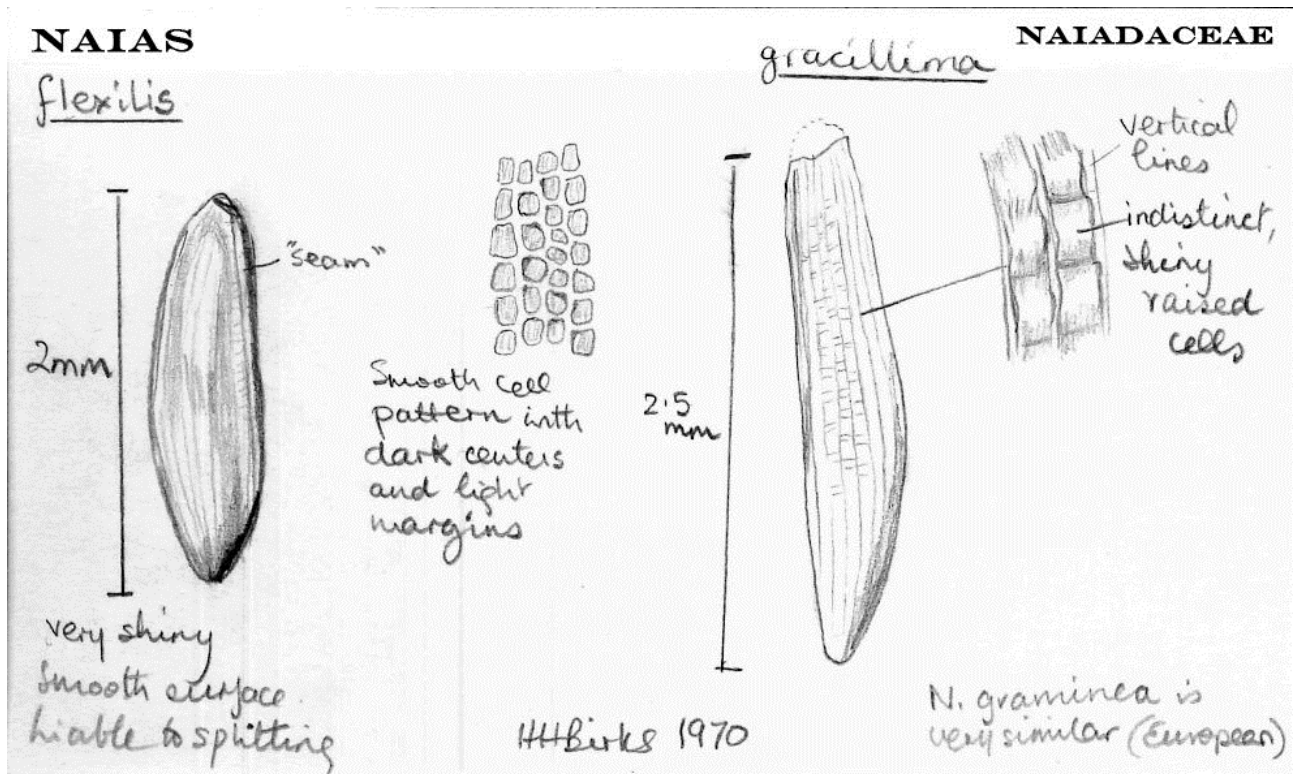 NAIAS
NAIADACEAE
flexilis
"seam"
2mm
Smooth cell
pattern with
dark centers
and light
margins
very shiny
Smooth surface
liable to splitting
gracillima
vertical
lines
indistinct,
shiny
raised
cells
2.5
mm
HHBirks 1970
N. graminea is
very similar (European)